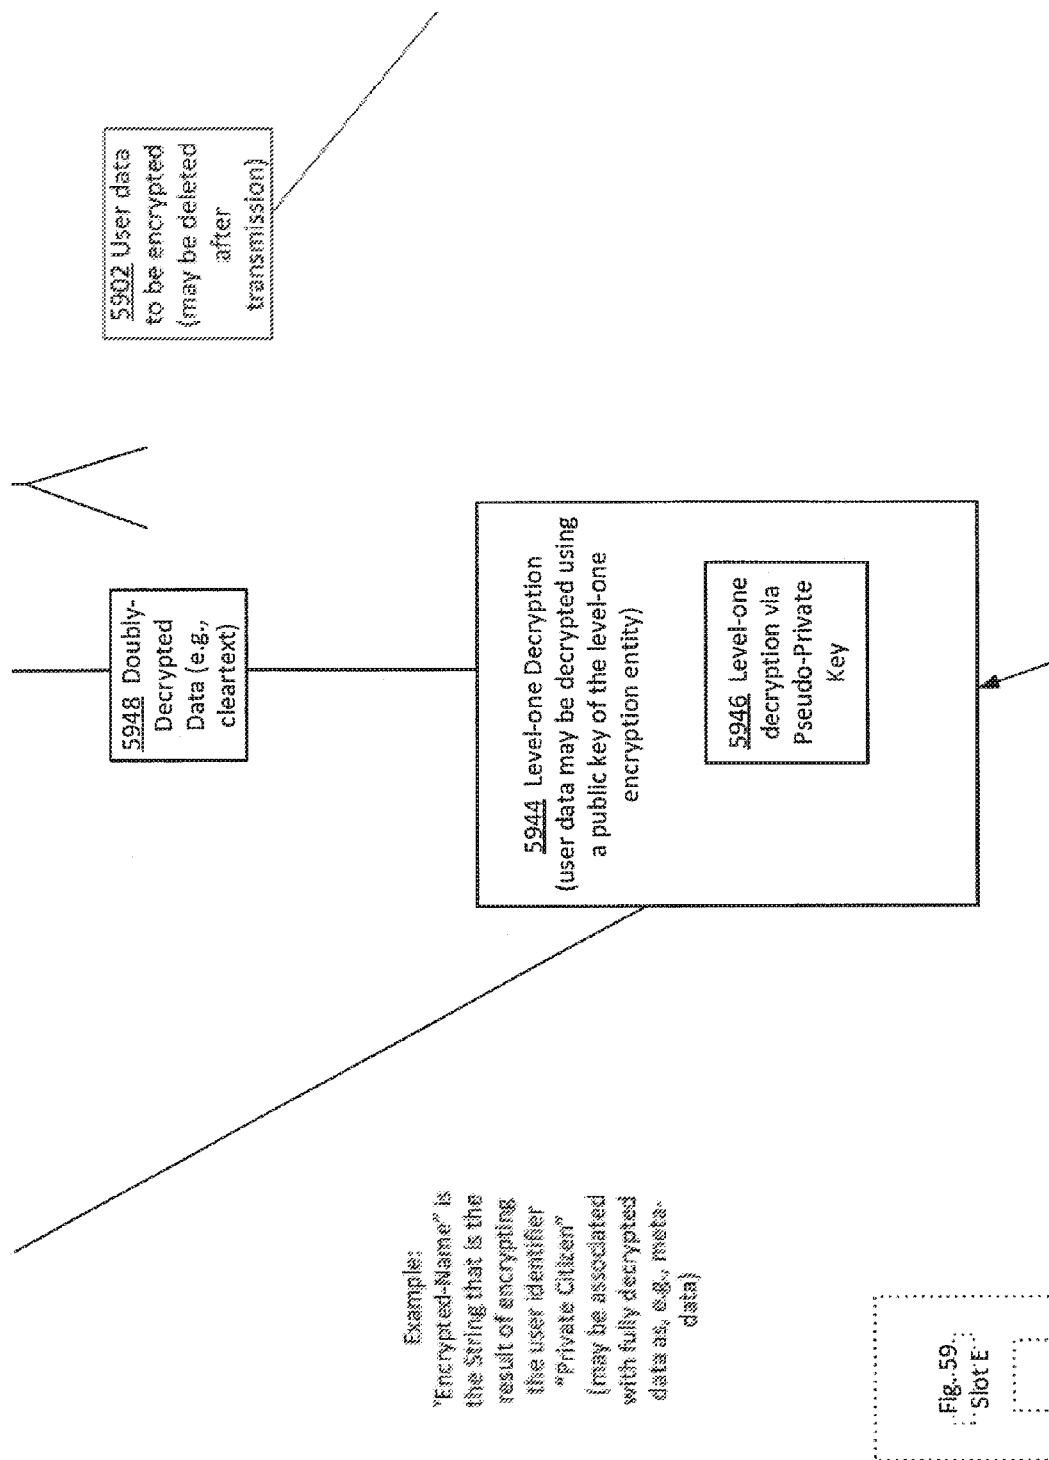 5902 User data
to be encrypted
(may be deleted
after
transmission)
5948 Doubly-
Decrypted
Data (e.g.,
cleartext)
5944 Level-one Decryption
(user data may be decrypted using
a public key of the level-one
encryption entity)
5946 Level-one
decryption via
Pseudo-Private
Key
Example:
"Encrypted-Name" is
the String that is the
result of encrypting
the user identifier
"Private Citizen"
(may be associated
with fully decrypted
data as, e.g., meta-
data)
Fig. 59.
Slot E